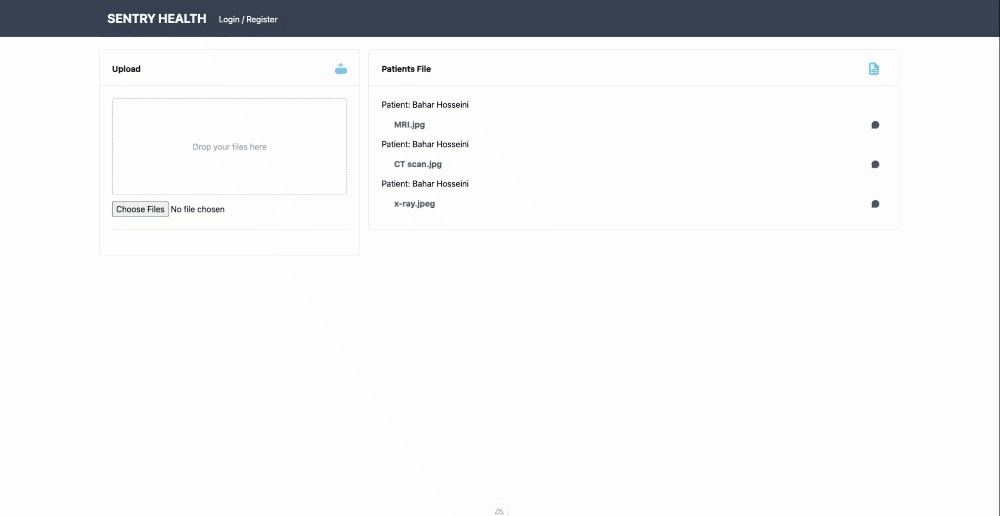 SENTRY HEALTH Login / Register
Upload
Drop your files here
Choose Files No file chosen
Patients File
Patient: Bahar Hosseini
MRI.jpg
Patient: Bahar Hosseini
CT scan.jpg
Patient: Bahar Hosseini
x-ray.jpeg